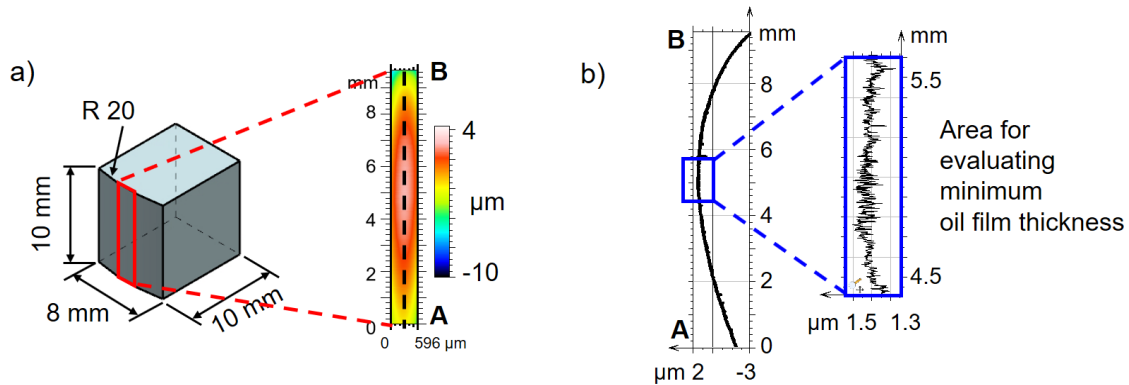 a)
R 20
10 mm
8 mm
10 mm
B
mm
8
6
4
2
0
A
0 596 µm
4
µm
-10
b)
B
mm
8
6
4
2
0
A
µm 2 -3
mm
5.5
4.5
µm 1.5 1.3
Area for
evaluating
minimum
oil film thickness